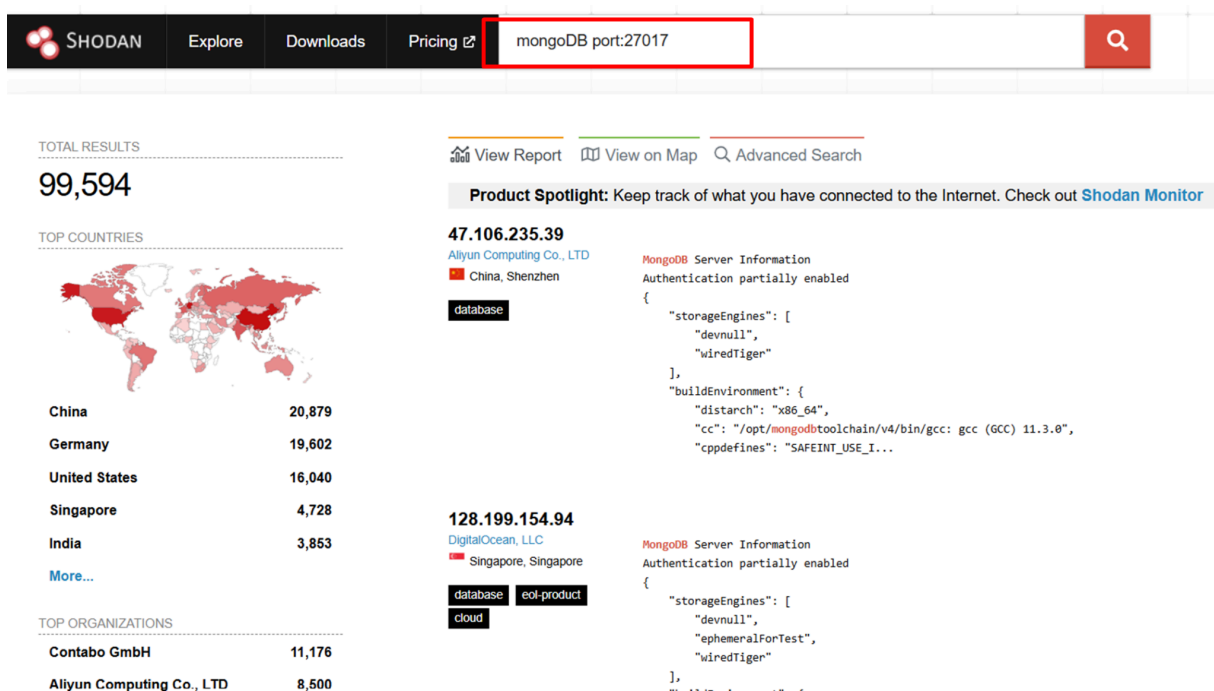 SHODAN Explore Downloads Pricing mongoDB port:27017
TOTAL RESULTS
99,594
TOP COUNTRIES
China 20,879
Germany 19,602
United States 16,040
Singapore 4,728
India 3,853
More...
TOP ORGANIZATIONS
Contabo GmbH 11,176
Aliyun Computing Co., LTD 8,500
View Report View on Map Advanced Search
Product Spotlight: Keep track of what you have connected to the Internet. Check out Shodan Monitor
47.106.235.39
Aliyun Computing Co., LTD
China, Shenzhen
database
MongoDB Server Information
Authentication partially enabled
{
"storageEngines": [
"devnull",
"wiredTiger"
],
"buildEnvironment": {
"distarch": "x86_64",
"cc": "/opt/mongodbtoolchain/v4/bin/gcc: gcc (GCC) 11.3.0",
"cppdefines": "SAFEINT_USE_I...
128.199.154.94
DigitalOcean, LLC
Singapore, Singapore
database eol-product
cloud
MongoDB Server Information
Authentication partially enabled
{
"storageEngines": [
"devnull",
"ephemeralForTest",
"wiredTiger"
],